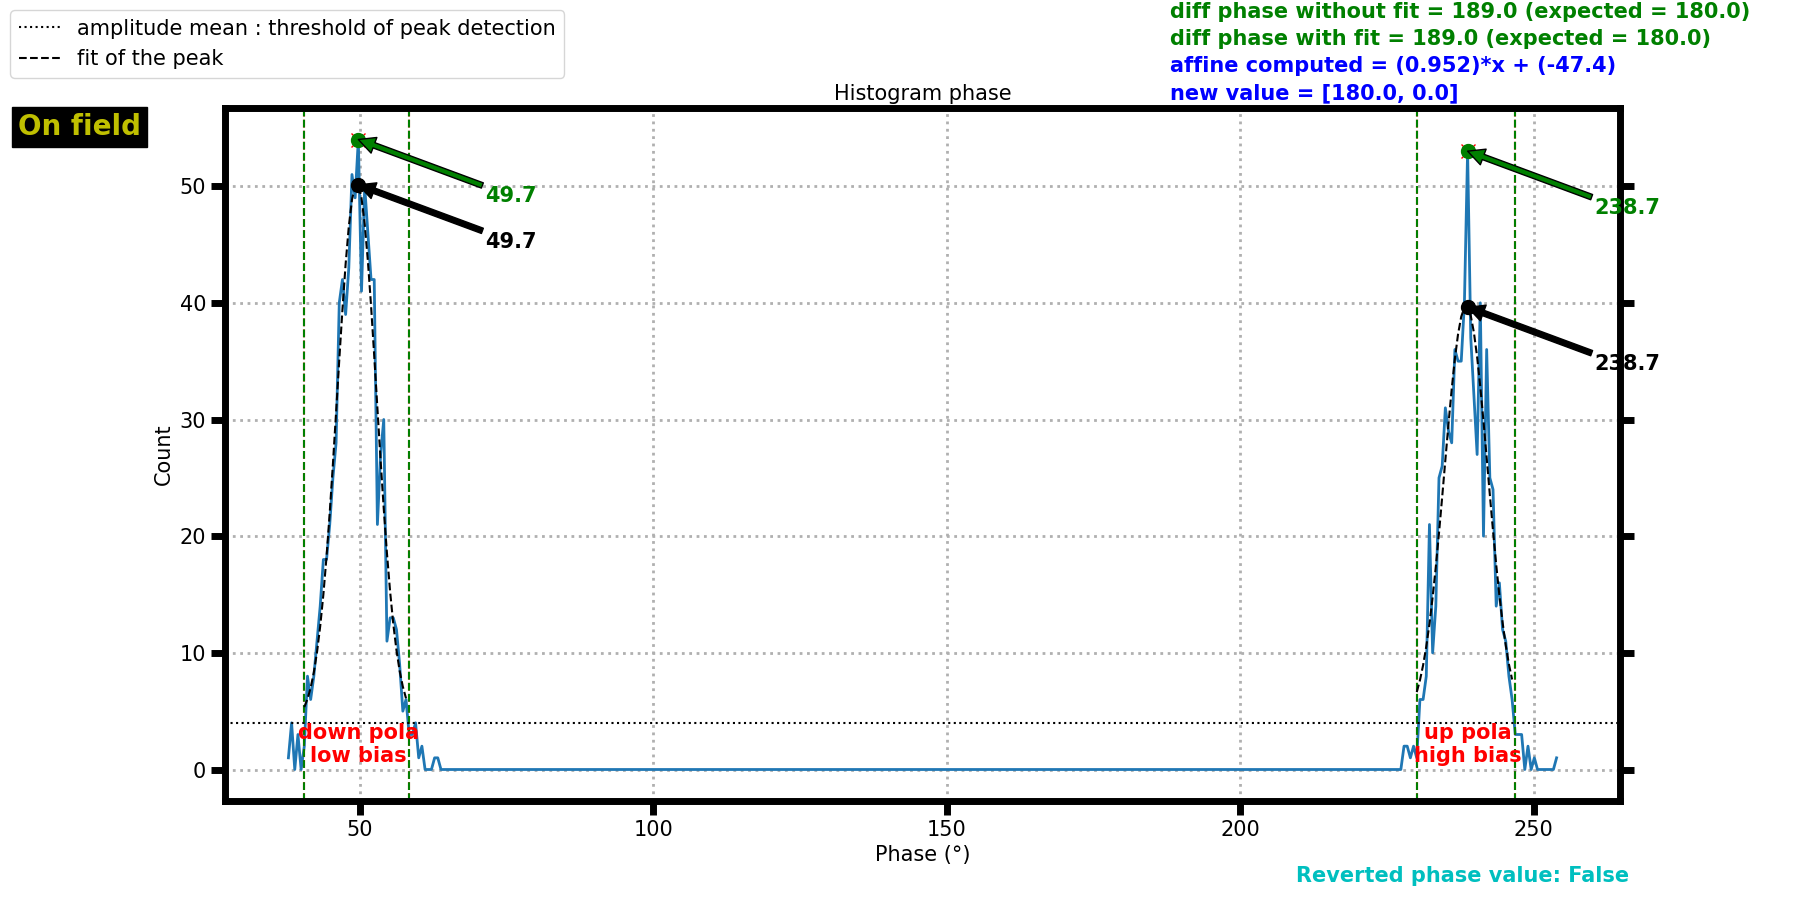 amplitude mean : threshold of peak detection
fit of the peak
diff phase without fit = 189.0 (expected = 180.0)
diff phase with fit = 189.0 (expected = 180.0)
affine computed = (0.952)*x + (-47.4)
new value = [180.0, 0.0]
Histogram phase
On field
49.7
49.7
238.7
238.7
Count
50
40
30
20
10
0
down pola
low bias
up pola
high bias
50
100
150
200
250
Phase (°)
Reverted phase value: False